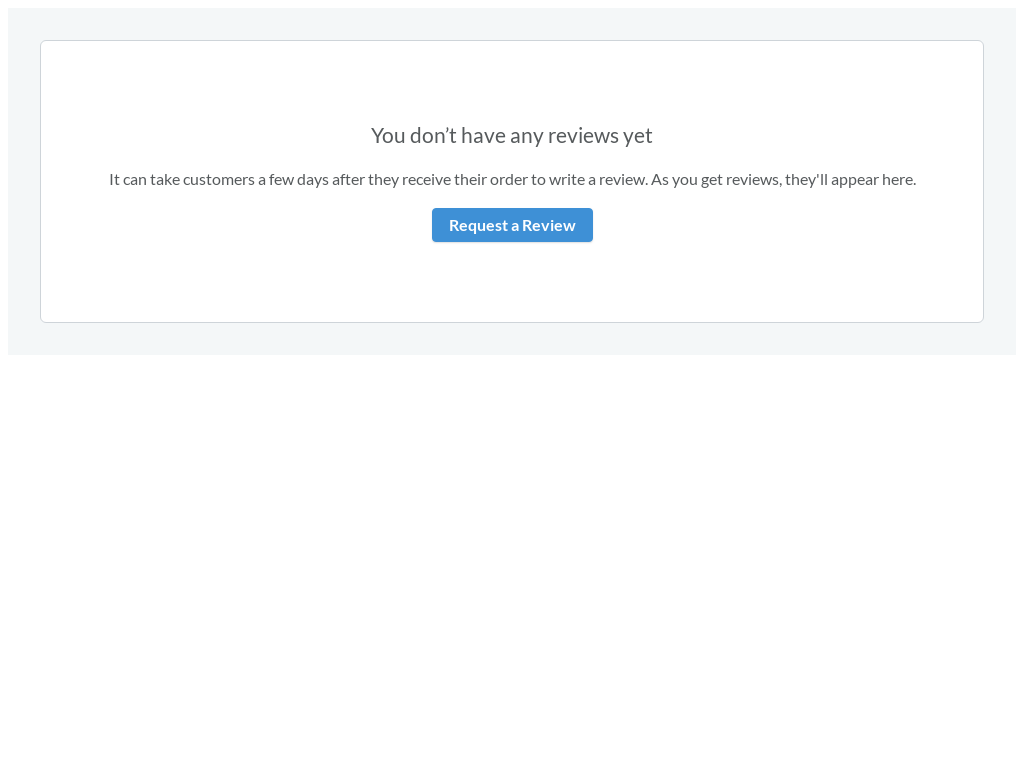 You don’t have any reviews yet
It can take customers a few days after they receive their order to write a review. As you get reviews, they'll appear here.
Request a Review